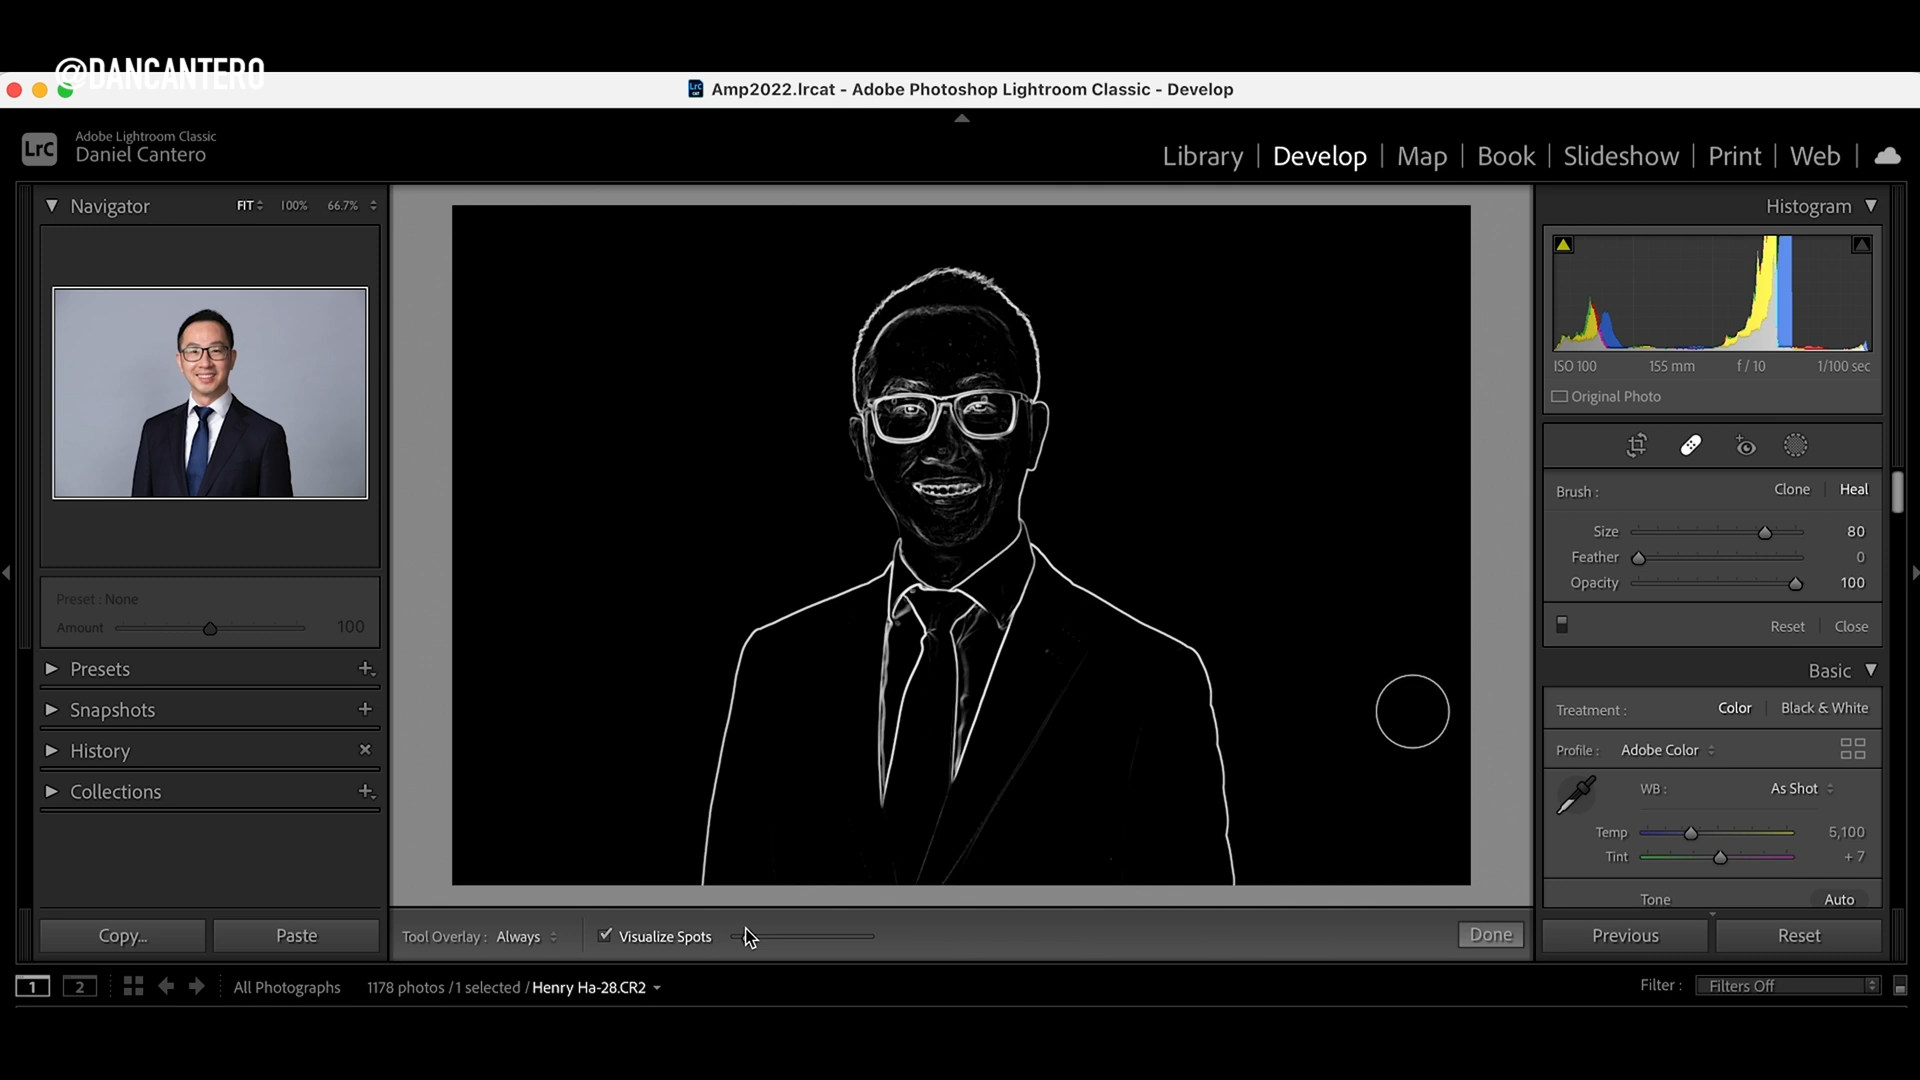 @DANCANTERO
Amp2022.lrcat - Adobe Photoshop Lightroom Classic - Develop
LrC
Adobe Lightroom Classic
Daniel Cantero
Library | Develop | Map | Book | Slideshow | Print | Web
Navigator FIT 100% 66.7%
Histogram
ISO 100 155 mm f / 10 1/100 sec
Original Photo
Brush : Clone Heal
Size 80
Feather 0
Opacity 100
Reset Close
Preset : None
Amount 100
Presets
Snapshots
History
Collections
Basic
Treatment : Color Black & White
Profile : Adobe Color
WB : As Shot
Temp 5,100
Tint + 7
Tone Auto
Copy... Paste
Tool Overlay : Always Visualize Spots Done
Previous Reset
1 2 All Photographs 1178 photos / 1 selected / Henry Ha-28.CR2
Filter : Filters Off